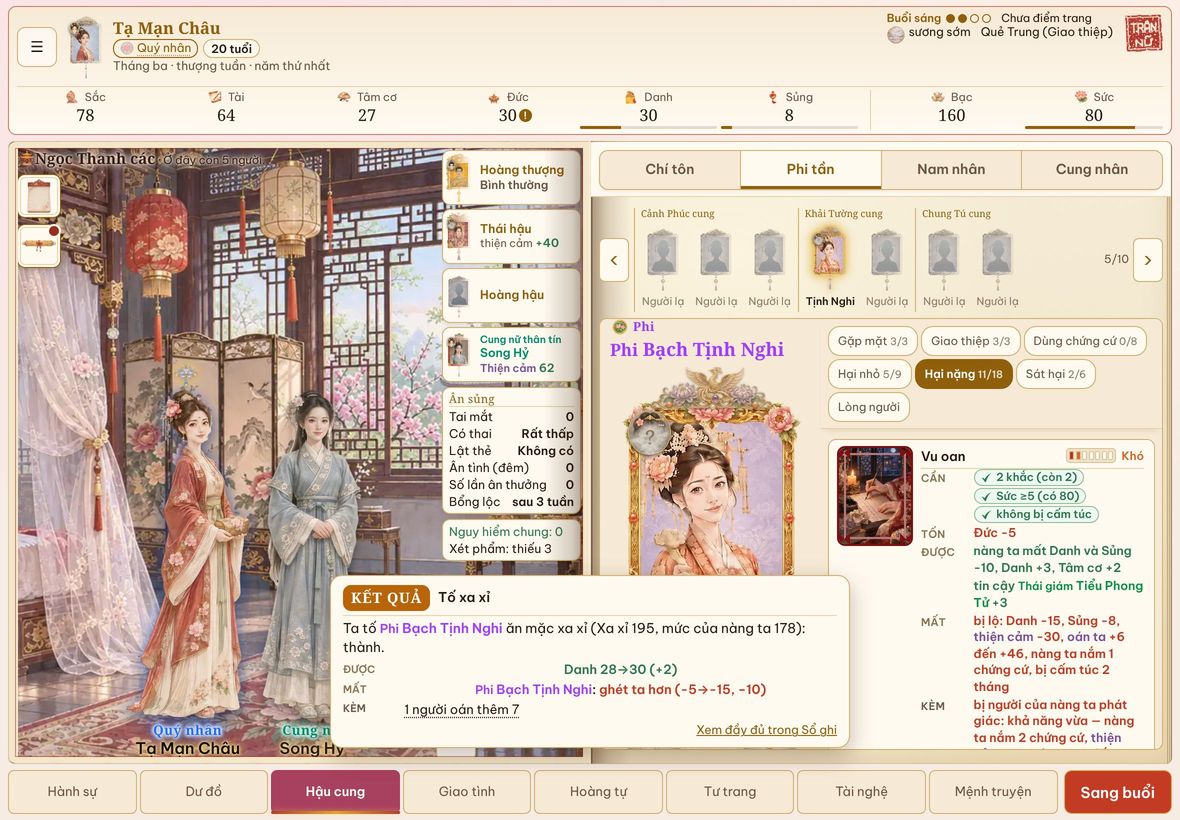 Tạ Mạn Châu
Quý nhân
20 tuổi
Tháng ba · thượng tuần · năm thứ nhất
Buổi sáng
Chưa điểm trang
sương sớm
Quẻ Trung (Giao thiệp)
TRÂN NỮ
Sắc
78
Tài
64
Tâm cơ
27
Đức
30
Danh
30
Sủng
8
Bạc
160
Sức
80
Ngọc Thanh các · Ở đây còn 5 người
Hoàng thượng
Bình thường
Thái hậu
thiện cảm +40
Hoàng hậu
Cung nữ thân tín
Song Hỷ
Thiện cảm 62
Ân sủng
Tai mắt 0
Có thai Rất thấp
Lật thẻ Không có
Ân tình (đêm) 0
Số lần ân thưởng 0
Bổng lộc sau 3 tuần
Nguy hiểm chung: 0
Xét phẩm: thiếu 3
Quý nhân
Tạ Mạn Châu
Cung n
Song Hỷ
Chí tôn
Phi tần
Nam nhân
Cung nhân
Cảnh Phúc cung
Khải Tường cung
Chung Tú cung
Người lạ
Người lạ
Người lạ
Tịnh Nghi
Người lạ
Người lạ
Người lạ
5/10
Phi
Phi Bạch Tịnh Nghi
Gặp mặt 3/3
Giao thiệp 3/3
Dùng chứng cứ 0/8
Hại nhỏ 5/9
Hại nặng 11/18
Sát hại 2/6
Lòng người
Vu oan
Khó
CẦN
✓ 2 khắc (còn 2)
✓ Sức ≥5 (có 80)
✓ không bị cấm túc
TỐN
Đức -5
ĐƯỢC
nàng ta mất Danh và Sủng
-10, Danh +3, Tâm cơ +2
tin cậy Thái giám Tiểu Phong
Tử +3
MẤT
bị lộ: Danh -15, Sủng -8,
thiện cảm -30, oán ta +6
đến +46, nàng ta nắm 1
chứng cứ, bị cấm túc 2
tháng
KÈM
bị người của nàng ta phát
giác: khả năng vừa — nàng
ta nắm 2 chứng cứ, thiện
KẾT QUẢ
Tố xa xỉ
Ta tố Phi Bạch Tịnh Nghi ăn mặc xa xỉ (Xa xỉ 195, mức của nàng ta 178):
thành.
ĐƯỢC
Danh 28→30 (+2)
MẤT
Phi Bạch Tịnh Nghi: ghét ta hơn (-5→-15, −10)
KÈM
1 người oán thêm 7
Xem đầy đủ trong Sổ ghi
Hành sự
Dư đồ
Hậu cung
Giao tình
Hoàng tự
Tư trang
Tài nghệ
Mệnh truyện
Sang buổi